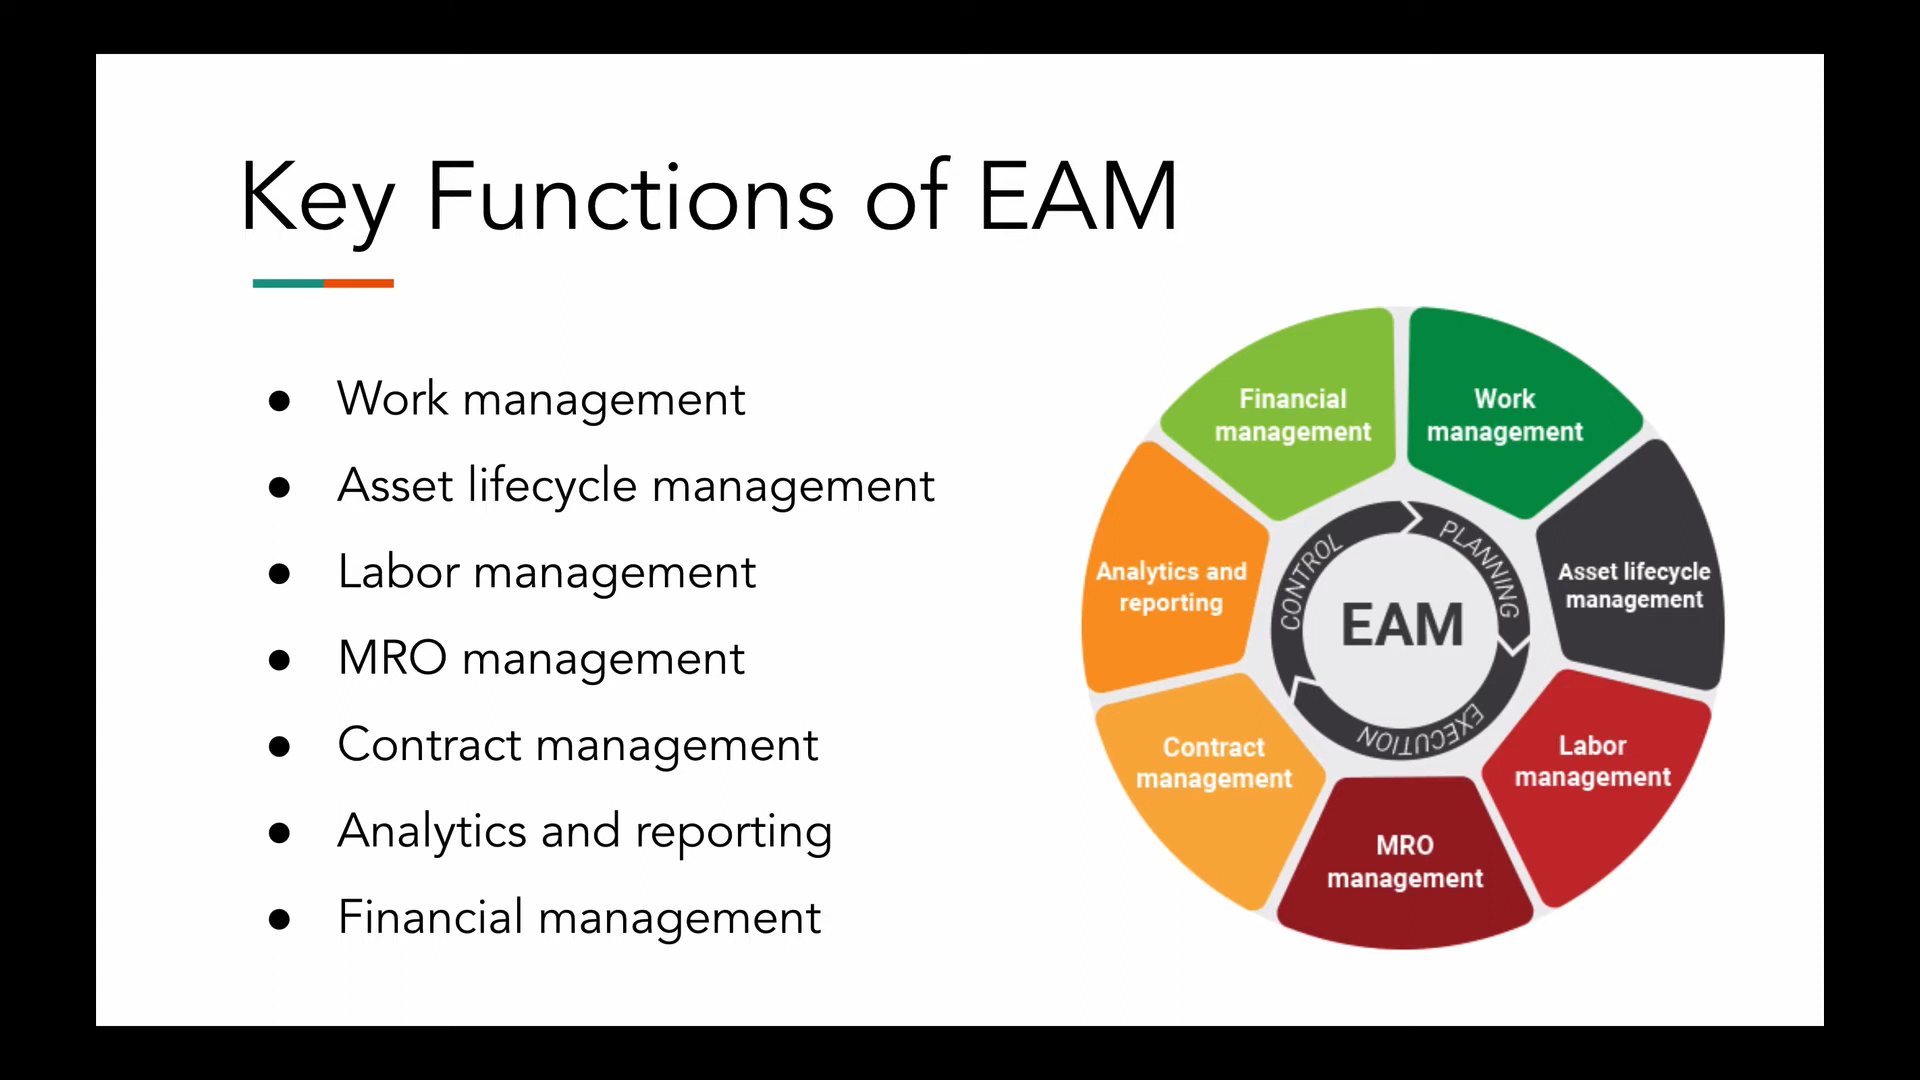 Key Functions of EAM
● Work management
● Asset lifecycle management
● Labor management
● MRO management
● Contract management
● Analytics and reporting
● Financial management
Financial
management
Work
management
Asset lifecycle
management
Labor
management
MRO
management
Contract
management
Analytics and
reporting
CONTROL
PLANNING
EXECUTION
EAM